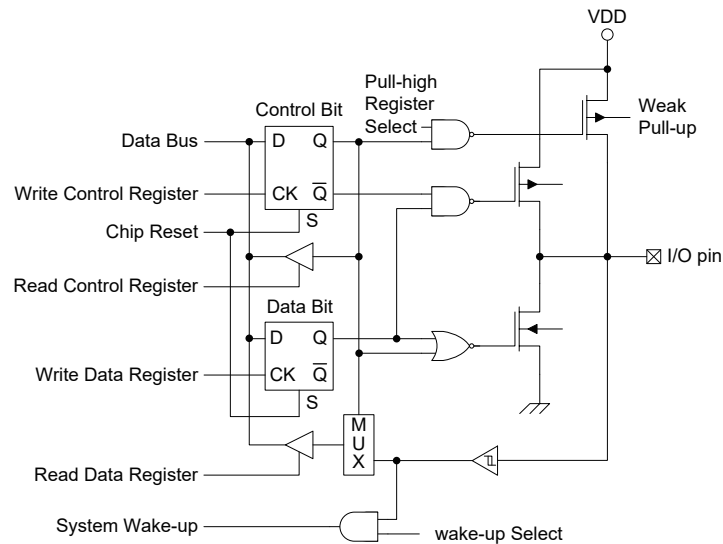 VDD
Pull-high
Register
Select
Weak
Pull-up
Control Bit
Data Bus
D Q
Write Control Register
CK Q
S
Chip Reset
I/O pin
Read Control Register
Data Bit
D Q
Write Data Register
CK Q
S
M
U
X
Read Data Register
System Wake-up
wake-up Select